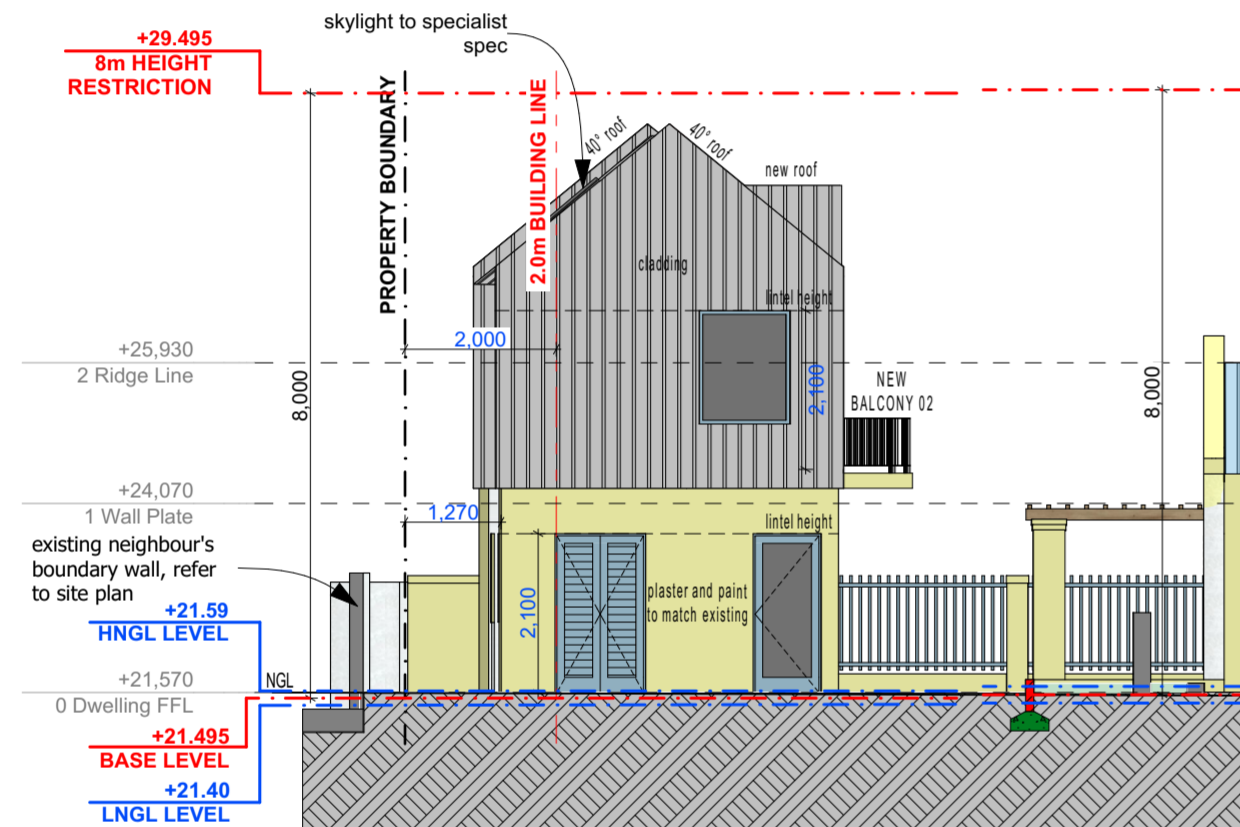 skylight to specialist
spec
+29.495
8m HEIGHT
RESTRICTION
PROPERTY BOUNDARY
2.0m BUILDING LINE
40° roof
40° roof
new roof
cladding
lintel height
2,000
+25,930
2 Ridge Line
8,000
2,100
NEW
BALCONY 02
8,000
+24,070
1 Wall Plate
1,270
lintel height
existing neighbour's
boundary wall, refer
to site plan
2,100
plaster and paint
to match existing
+21.59
HNGL LEVEL
NGL
+21,570
0 Dwelling FFL
+21.495
BASE LEVEL
+21.40
LNGL LEVEL